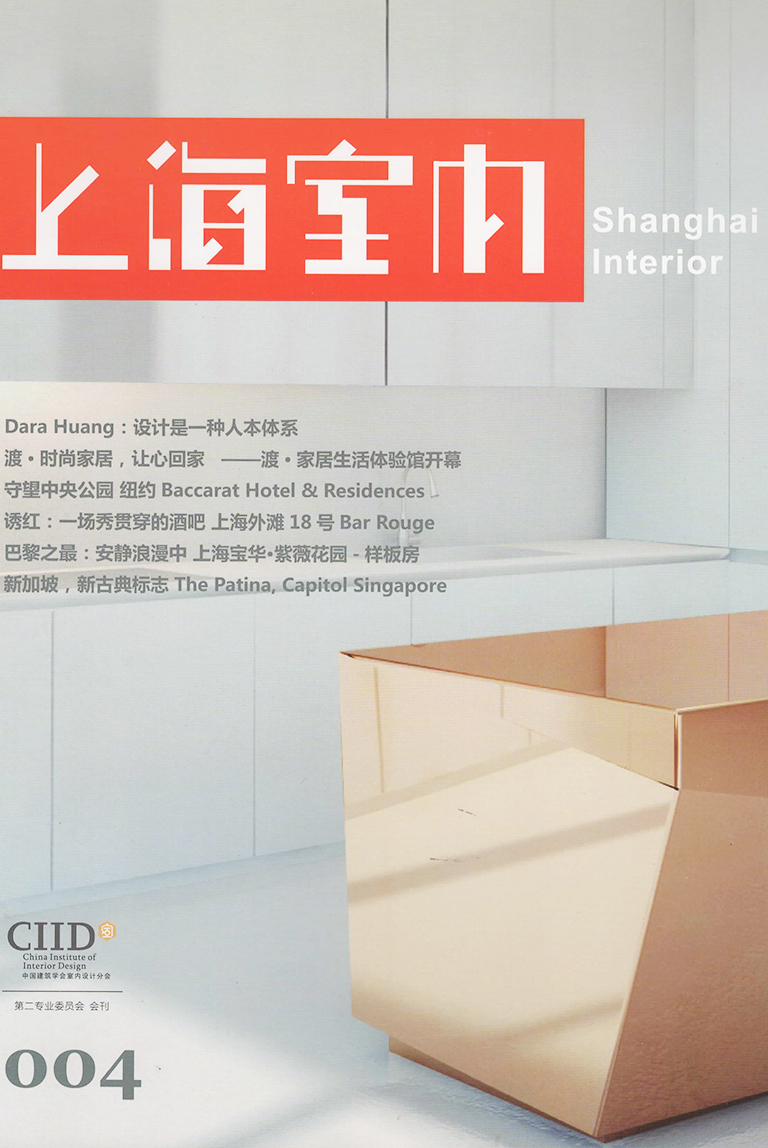 上海室内
Shanghai
Interior
Dara Huang：设计是一种人本体系
渡·时尚家居，让心回家 ——渡·家居生活体验馆开幕
守望中央公园 纽约 Baccarat Hotel & Residences
诱红：一场秀贯穿的酒吧 上海外滩 18 号 Bar Rouge
巴黎之最：安静浪漫中 上海宝华·紫薇花园 - 样板房
新加坡，新古典标志 The Patina, Capitol Singapore
CIID
China Institute of
Interior Design
中国建筑学会室内设计分会
第二专业委员会 会刊
004